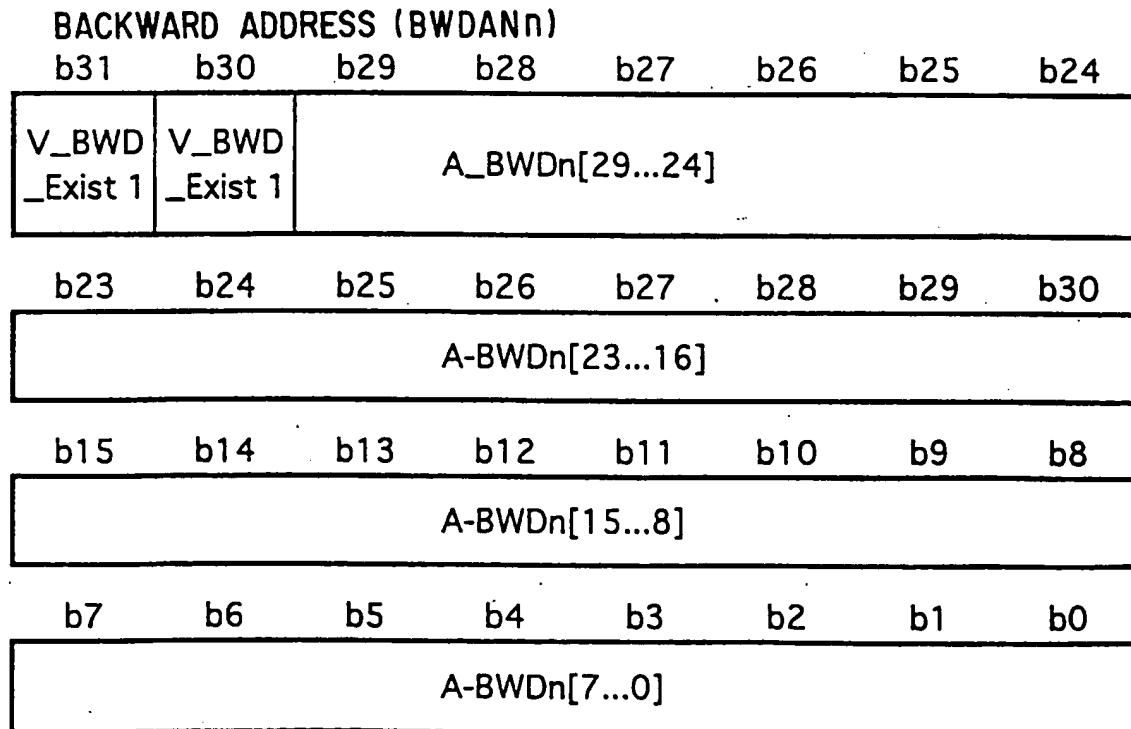 BACKWARD ADDRESS (BWDANn)
b31 b30 b29 b28 b27 b26 b25 b24
V_BWD V_BWD
A_BWDn[29...24]
_Exist 1 _Exist 1
b23 b24 b25 b26 b27 b28 b29 b30
A-BWDn[23...16]
b15 b14 b13 b12 b11 b10 b9 b8
A-BWDn[15...8]
b7 b6 b5 b4 b3 b2 b1 b0
A-BWDn[7...0]